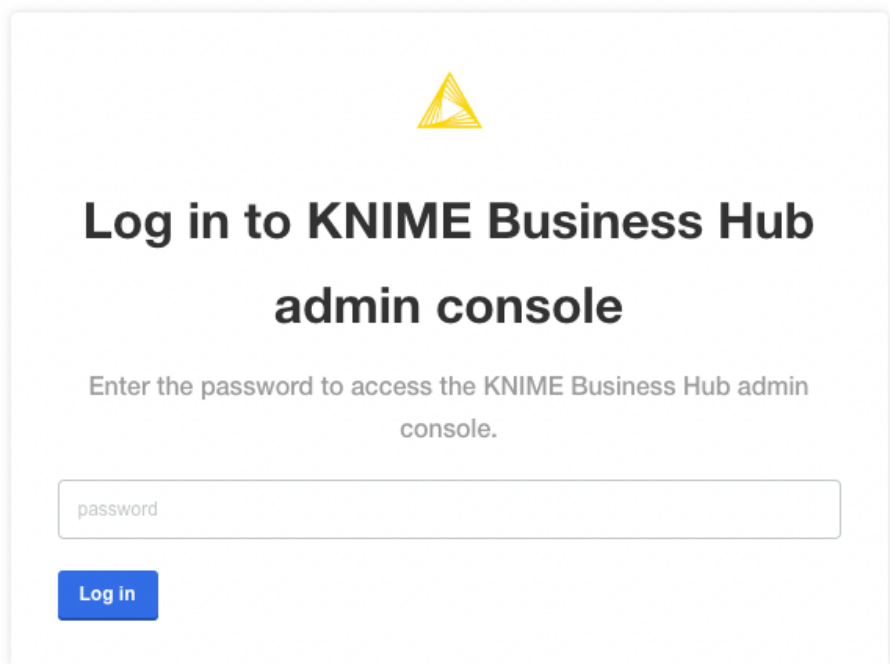 Log in to KNIME Business Hub
admin console
Enter the password to access the KNIME Business Hub admin
console.
password
Log in